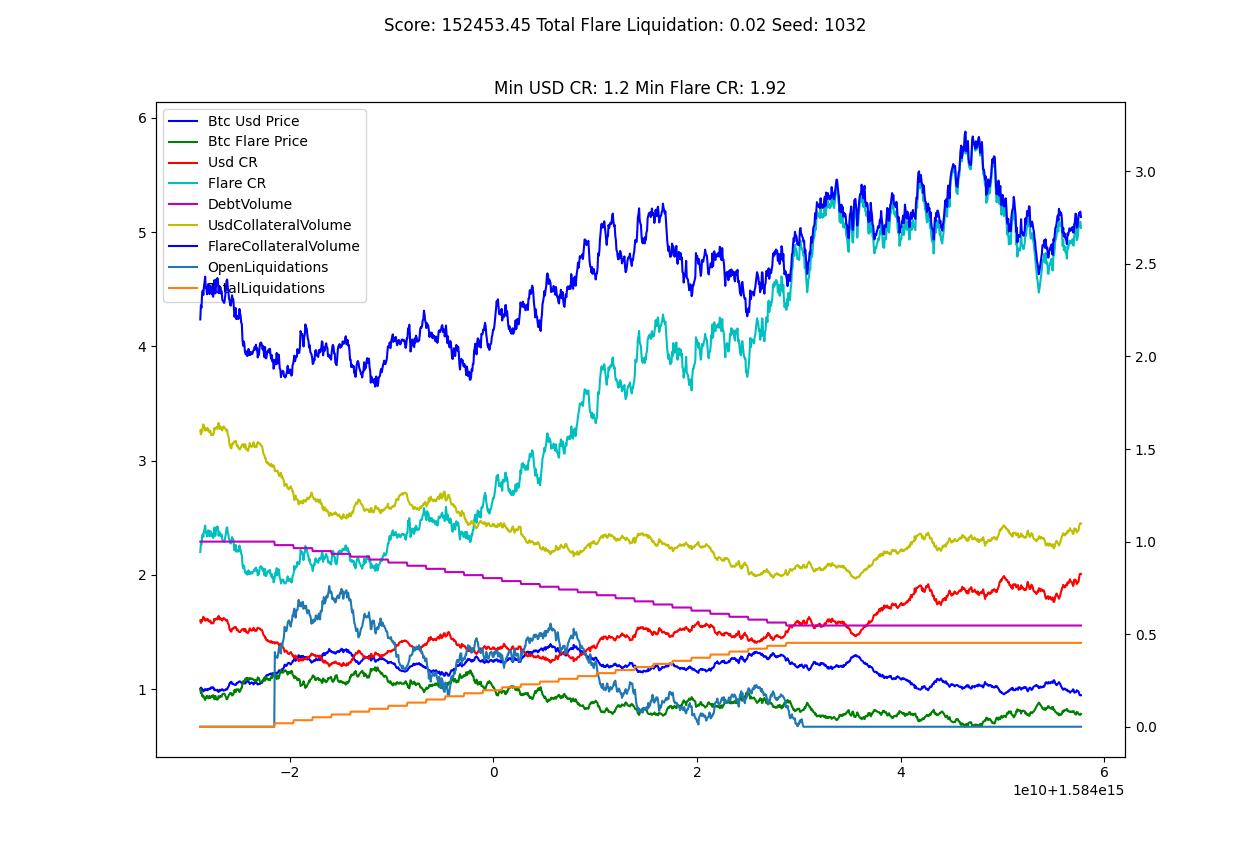 Score: 152453.45 Total Flare Liquidation: 0.02 Seed: 1032
Min USD CR: 1.2 Min Flare CR: 1.92
Btc Usd Price
Btc Flare Price
Usd CR
Flare CR
DebtVolume
UsdCollateralVolume
FlareCollateralVolume
OpenLiquidations
TotalLiquidations
6
5
4
3
2
1
3.0
2.5
2.0
1.5
1.0
0.5
0.0
−2
0
2
4
6
1e10+1.584e15